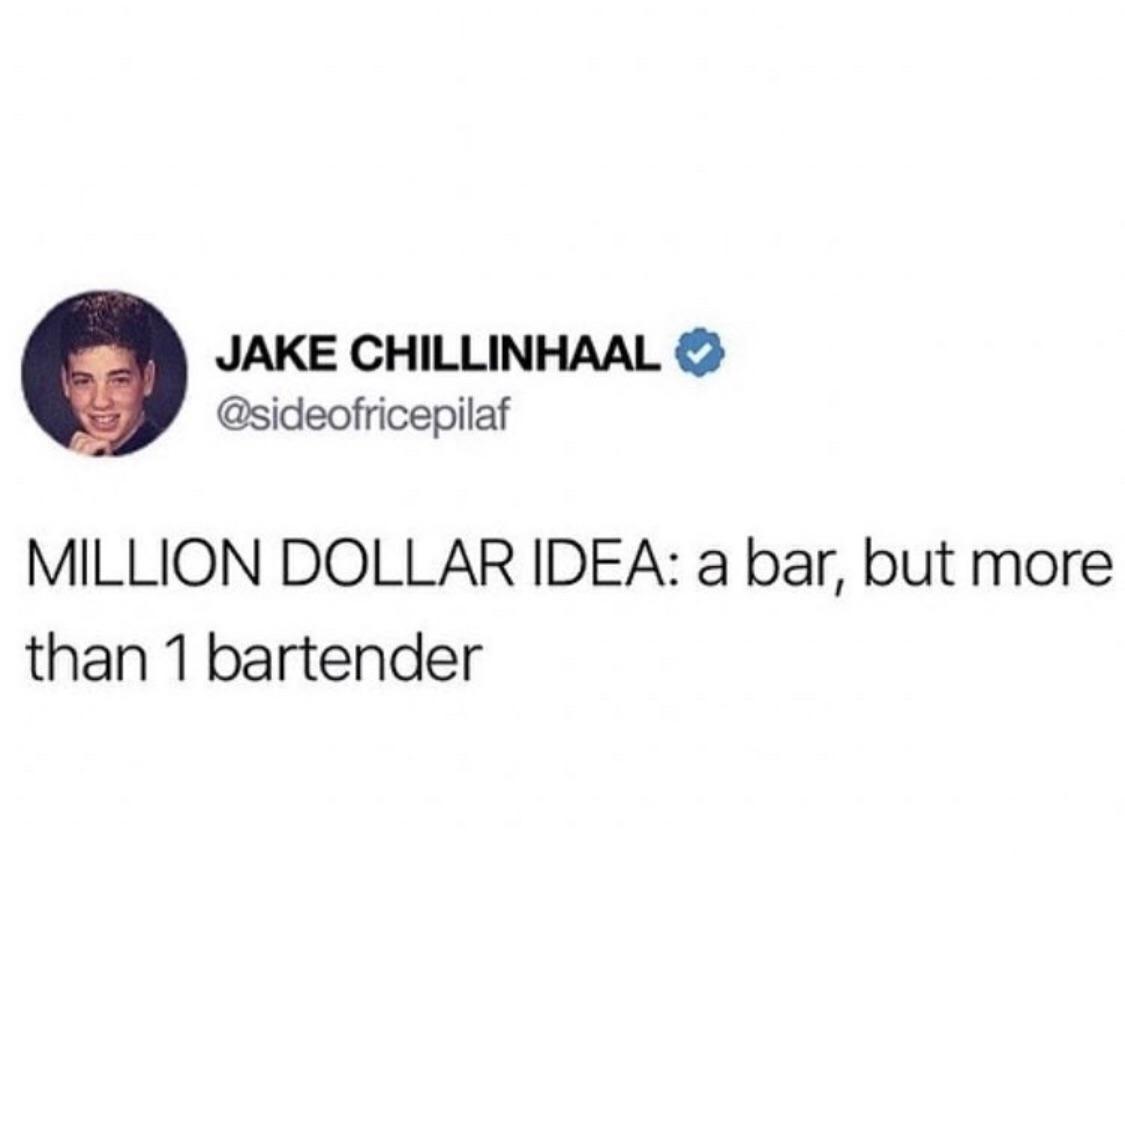 JAKE CHILLINHAAL
@sideofricepilaf
MILLION DOLLAR IDEA: a bar, but more
than 1 bartender